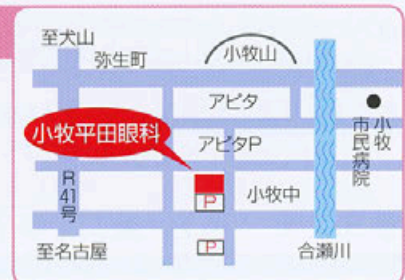 至犬山
弥生町
小牧山
アピタ
小牧
市民病院
小牧平田眼科
アピタP
R41号
P
小牧中
至名古屋
P
合瀬川